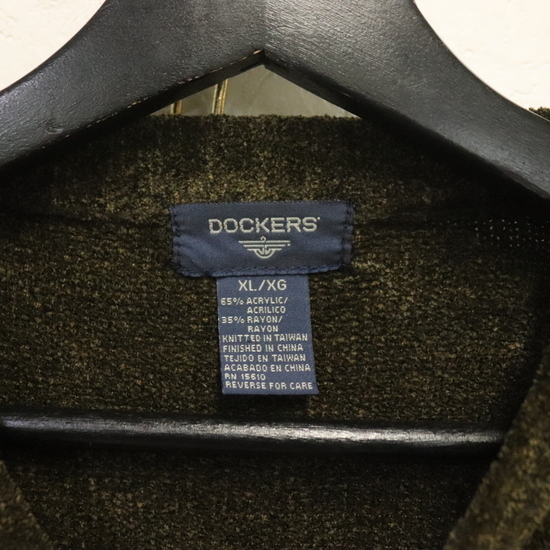 DOCKERS®
XL/XG
65% ACRYLIC/
ACRILICO
35% RAYON/
RAYON
KNITTED IN TAIWAN
FINISHED IN CHINA
TEJIDO EN TAIWAN
ACABADO EN CHINA
RN 15610
REVERSE FOR CARE